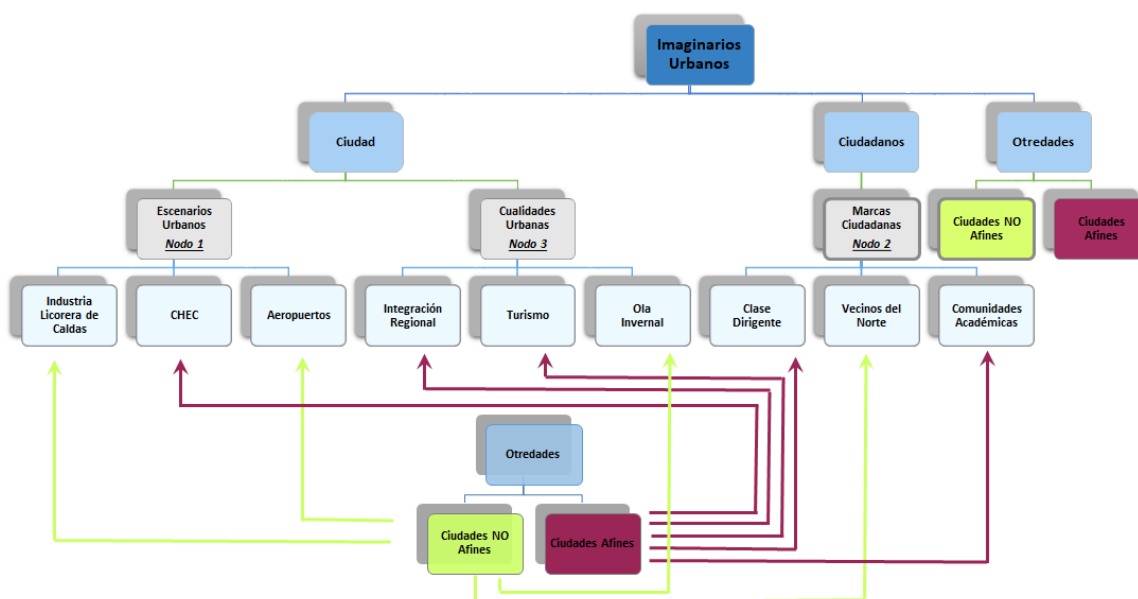 Imaginarios
Urbanos
Ciudad
Ciudadanos
Otredades
Escenarios
Urbanos
Nodo 1
Cualidades
Urbanas
Nodo 3
Marcas
Ciudadanas
Nodo 2
Ciudades NO
Afines
Ciudades
Afines
Industria
Licorera de
Caldas
CHEC
Aeropuertos
Integración
Regional
Turismo
Ola
Invernal
Clase
Dirigente
Vecinos del
Norte
Comunidades
Académicas
Otredades
Ciudades NO
Afines
Ciudades Afines